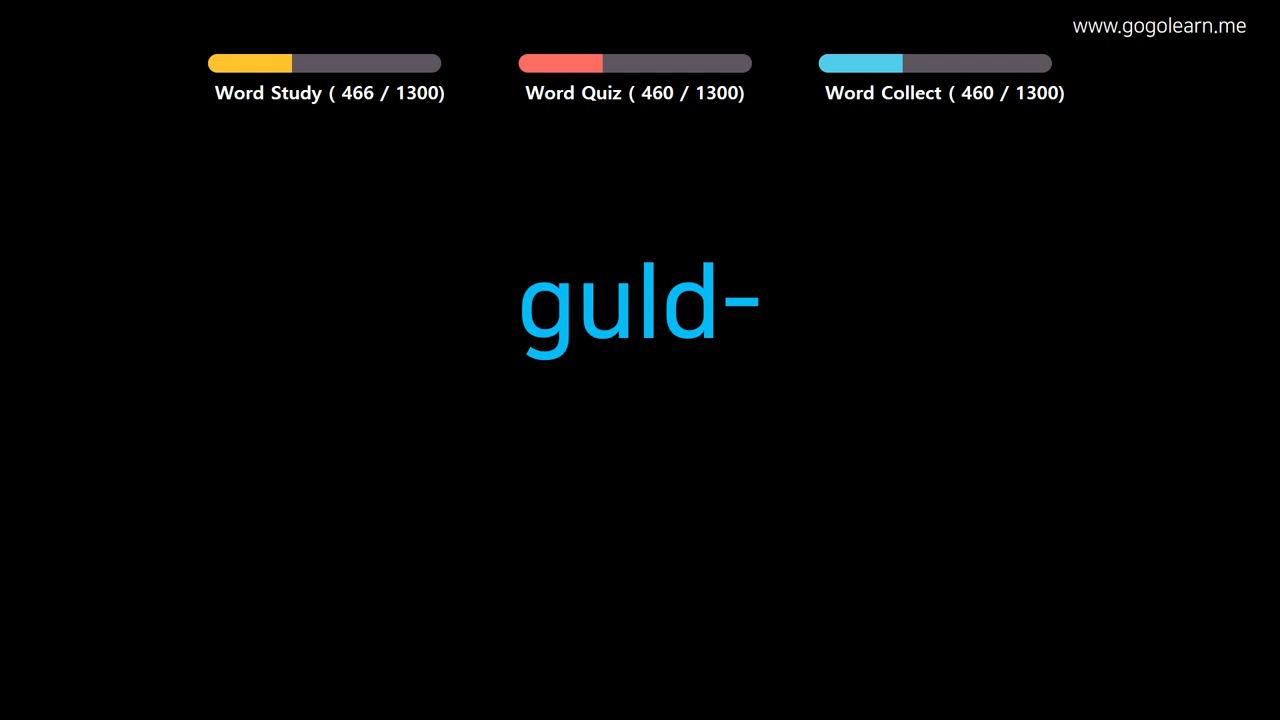 www.gogolearn.me
Word Study ( 466 / 1300)
Word Quiz ( 460 / 1300)
Word Collect ( 460 / 1300)
guld-